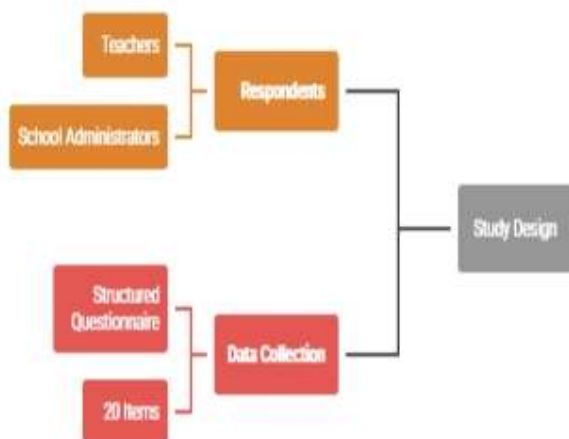 Teachers
School Administrators
Respondents
Study Design
Structured
Questionnaire
20 Items
Data Collection